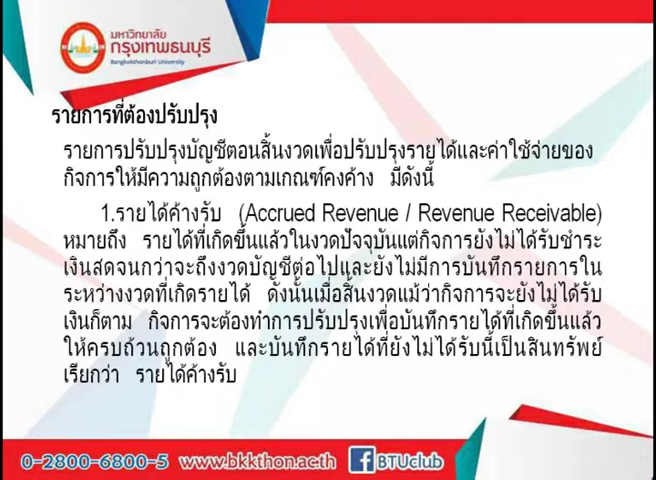 มหาวิทยาลัย
กรุงเทพธนบุรี
Bangkokthonburi University
รายการที่ต้องปรับปรุง
รายการปรับปรุงบัญชีตอนสิ้นงวดเพื่อปรับปรุงรายได้และค่าใช้จ่ายของ
กิจการให้มีความถูกต้องตามเกณฑ์คงค้าง มีดังนี้
1.รายได้ค้างรับ (Accrued Revenue / Revenue Receivable)
หมายถึง รายได้ที่เกิดขึ้นแล้วในงวดปัจจุบันแต่กิจการยังไม่ได้รับชำระ
เงินสดจนกว่าจะถึงงวดบัญชีต่อไปและยังไม่มีการบันทึกรายการใน
ระหว่างงวดที่เกิดรายได้ ดังนั้นเมื่อสิ้นงวดแม้ว่ากิจการจะยังไม่ได้รับ
เงินก็ตาม กิจการจะต้องทำการปรับปรุงเพื่อบันทึกรายได้ที่เกิดขึ้นแล้ว
ให้ครบถ้วนถูกต้อง และบันทึกรายได้ที่ยังไม่ได้รับนี้เป็นสินทรัพย์
เรียกว่า รายได้ค้างรับ
0-2800-6800-5 www.bkkthon.ac.th f BTUclub